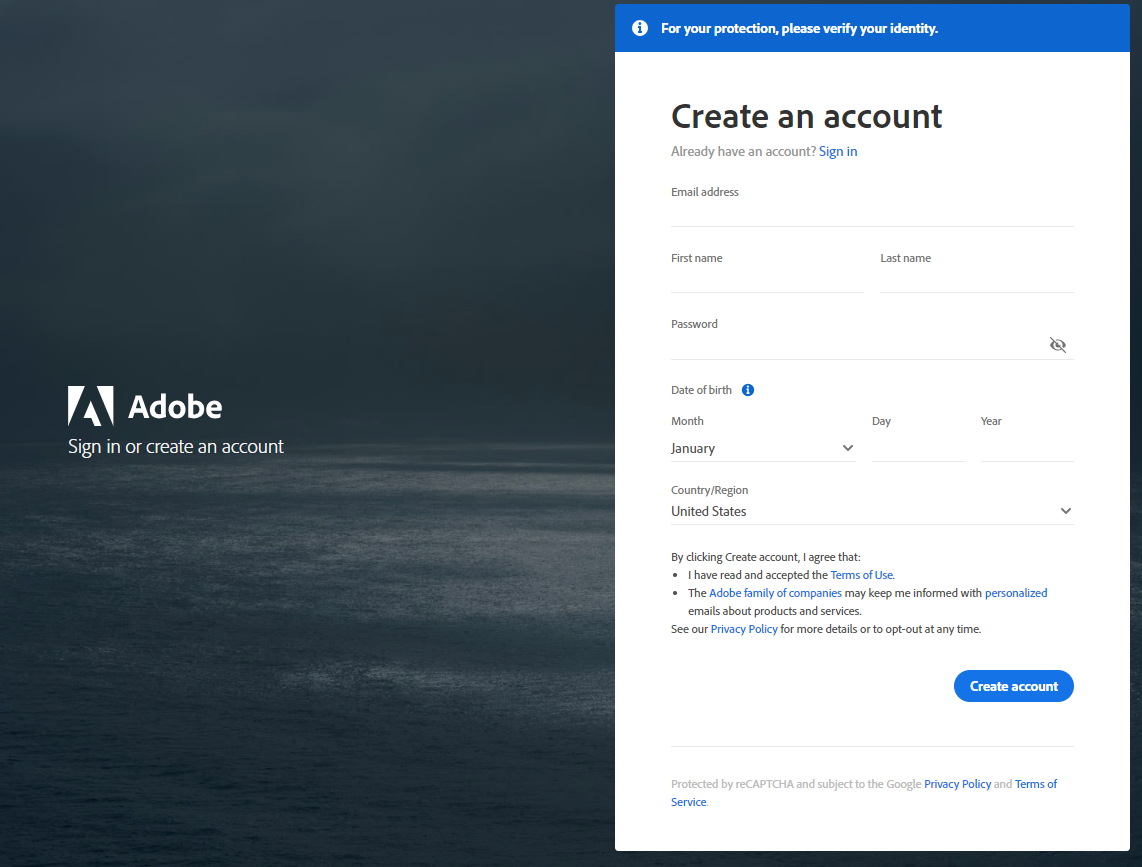 For your protection, please verify your identity.
Create an account
Already have an account? Sign in
Email address
First name Last name
Password
Date of birth
Month Day Year
January
Country/Region
United States
Adobe
Sign in or create an account
By clicking Create account, I agree that:
• I have read and accepted the Terms of Use.
• The Adobe family of companies may keep me informed with personalized
emails about products and services.
See our Privacy Policy for more details or to opt-out at any time.
Create account
Protected by reCAPTCHA and subject to the Google Privacy Policy and Terms of
Service.